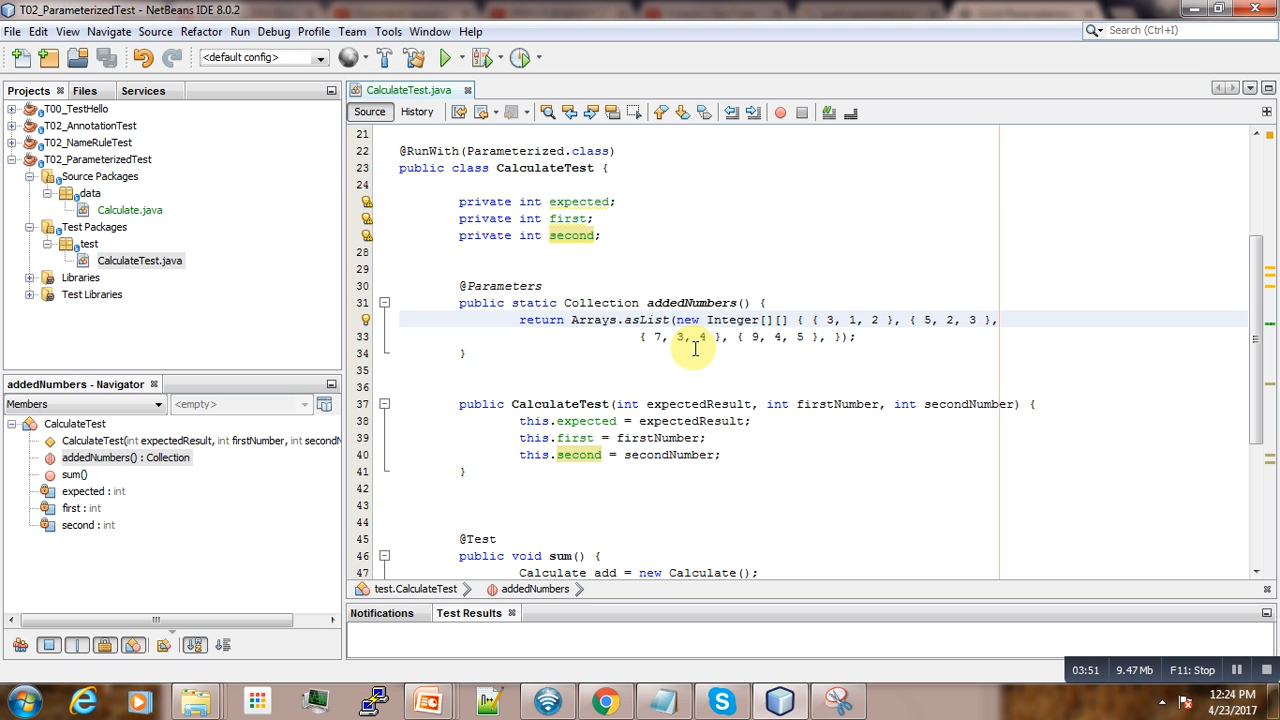 T02_ParameterizedTest - NetBeans IDE 8.0.2
File Edit View Navigate Source Refactor Run Debug Profile Team Tools Window Help
Search (Ctrl+I)
<default config>
Projects Files Services
T00_TestHello
T02_AnnotationTest
T02_NameRuleTest
T02_ParameterizedTest
Source Packages
data
Calculate.java
Test Packages
test
CalculateTest.java
Libraries
Test Libraries
addedNumbers - Navigator
Members <empty>
CalculateTest
CalculateTest(int expectedResult, int firstNumber, int secondN
addedNumbers() : Collection
sum()
expected : int
first : int
second : int
CalculateTest.java
Source History
21
22 @RunWith(Parameterized.class)
23 public class CalculateTest {
24
private int expected;
private int first;
private int second;
28
29
30 @Parameters
31 public static Collection addedNumbers() {
return Arrays.asList(new Integer[][] { { 3, 1, 2 }, { 5, 2, 3 },
33 { 7, 3, 4 }, { 9, 4, 5 }, });
34 }
35
36
37 public CalculateTest(int expectedResult, int firstNumber, int secondNumber) {
38 this.expected = expectedResult;
39 this.first = firstNumber;
40 this.second = secondNumber;
41 }
42
43
44
45 @Test
46 public void sum() {
47 Calculate add = new Calculate();
test.CalculateTest addedNumbers
Notifications Test Results
03:51 9.47 Mb F11: Stop
12:24 PM
4/23/2017